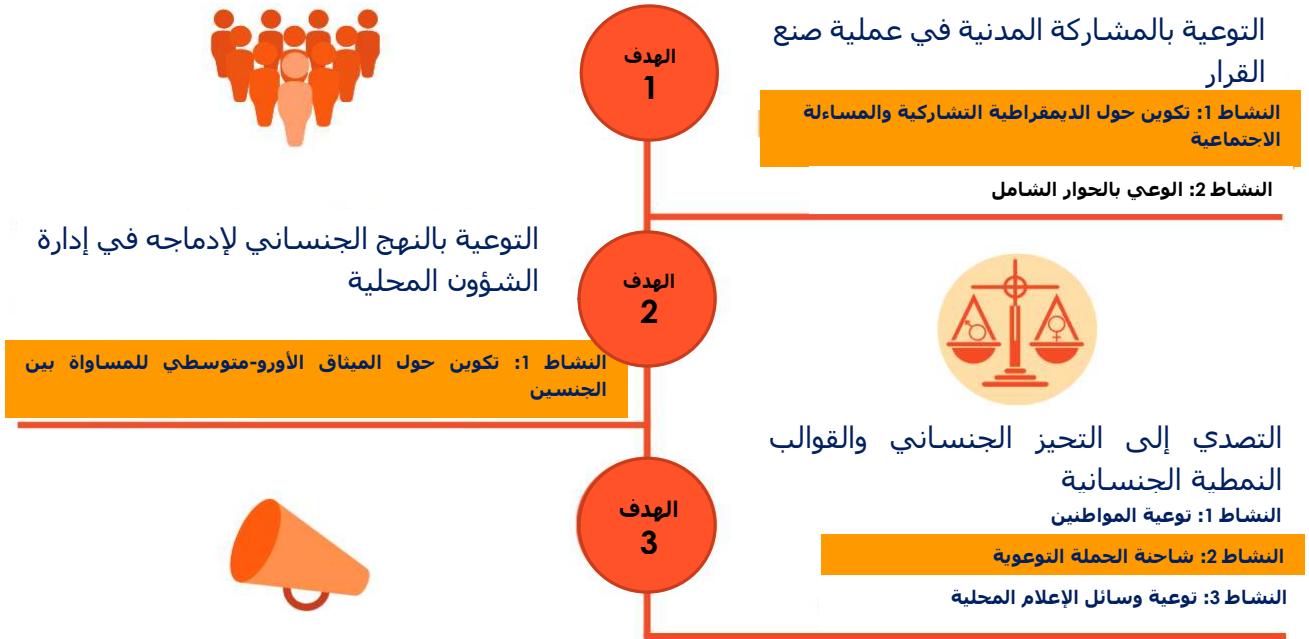 الهدف
1
التوعية بالمشاركة المدنية في عملية صنع
القرار
النشاط 1: تكوين حول الديمقراطية التشاركية والمساءلة
الاجتماعية
النشاط 2: الوعي بالحوار الشامل
الهدف
2
التوعية بالنهج الجنساني لإدماجه في إدارة
الشؤون المحلية
النشاط 1: تكوين حول الميثاق الأورو-متوسطي للمساواة بين
الجنسين
الهدف
3
التصدي إلى التحيز الجنساني والقوالب
النمطية الجنسانية
النشاط 1: توعية المواطنين
النشاط 2: شاحنة الحملة التوعوية
النشاط 3: توعية وسائل الإعلام المحلية